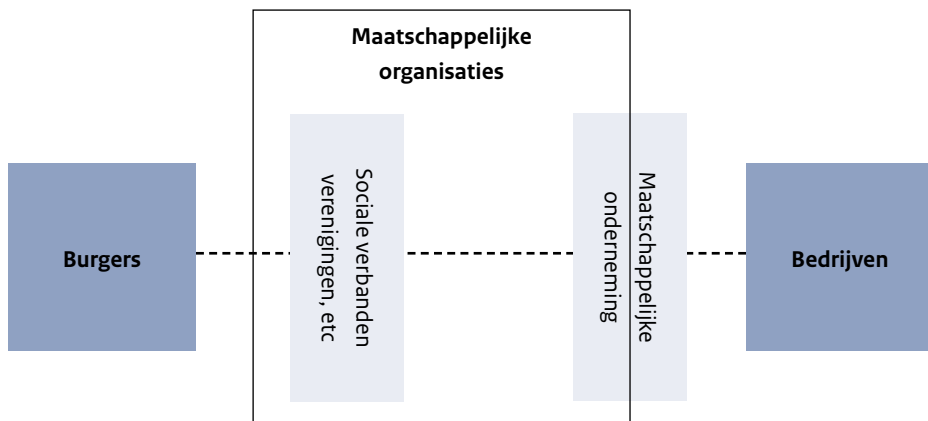 Maatschappelijke
organisaties
Burgers
Sociale verbanden
verenigingen, etc
Maatschappelijke
onderneming
Bedrijven